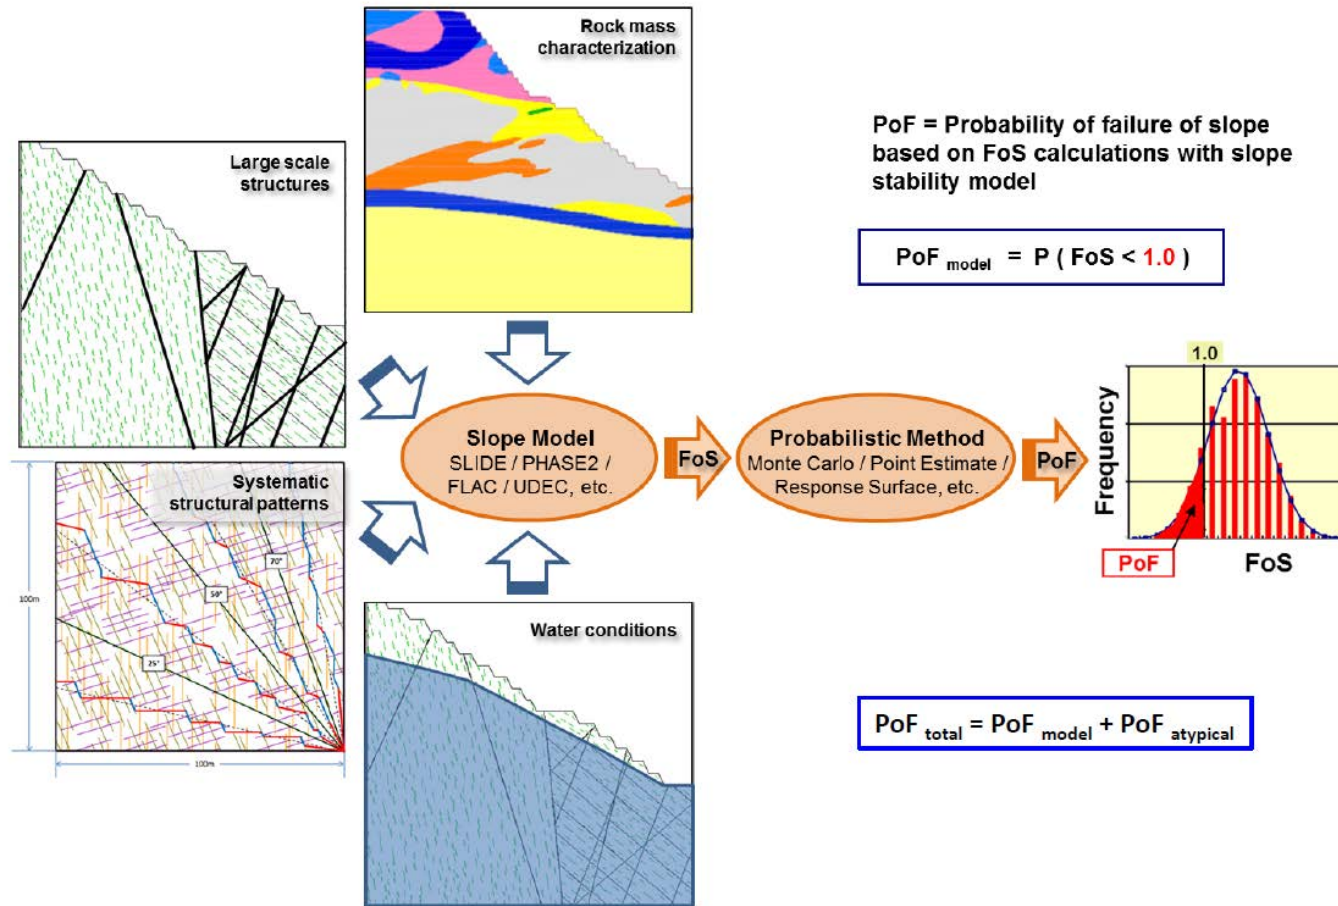 Rock mass
characterization
Large scale
structures
PoF = Probability of failure of slope
based on FoS calculations with slope
stability model
PoF model = P ( FoS < 1.0 )
Slope Model
SLIDE / PHASE2 /
FLAC / UDEC, etc.
FoS
Probabilistic Method
Monte Carlo / Point Estimate /
Response Surface, etc.
PoF
1.0
Frequency
PoF
FoS
Systematic
structural patterns
70°
50°
25°
100m
100m
Water conditions
PoF total = PoF model + PoF atypical